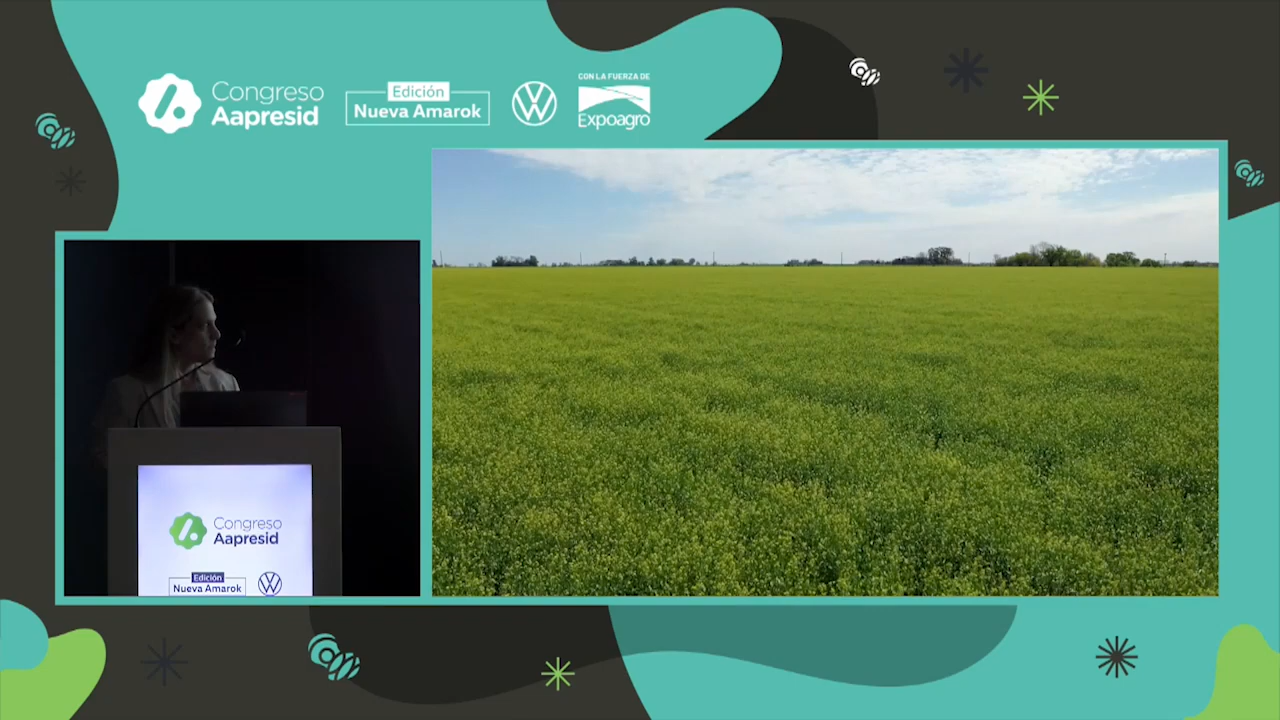 Congreso
Aapresid
Edición
Nueva Amarok
CON LA FUERZA DE
Expoagro
Congreso
Aapresid
Edición
Nueva Amarok